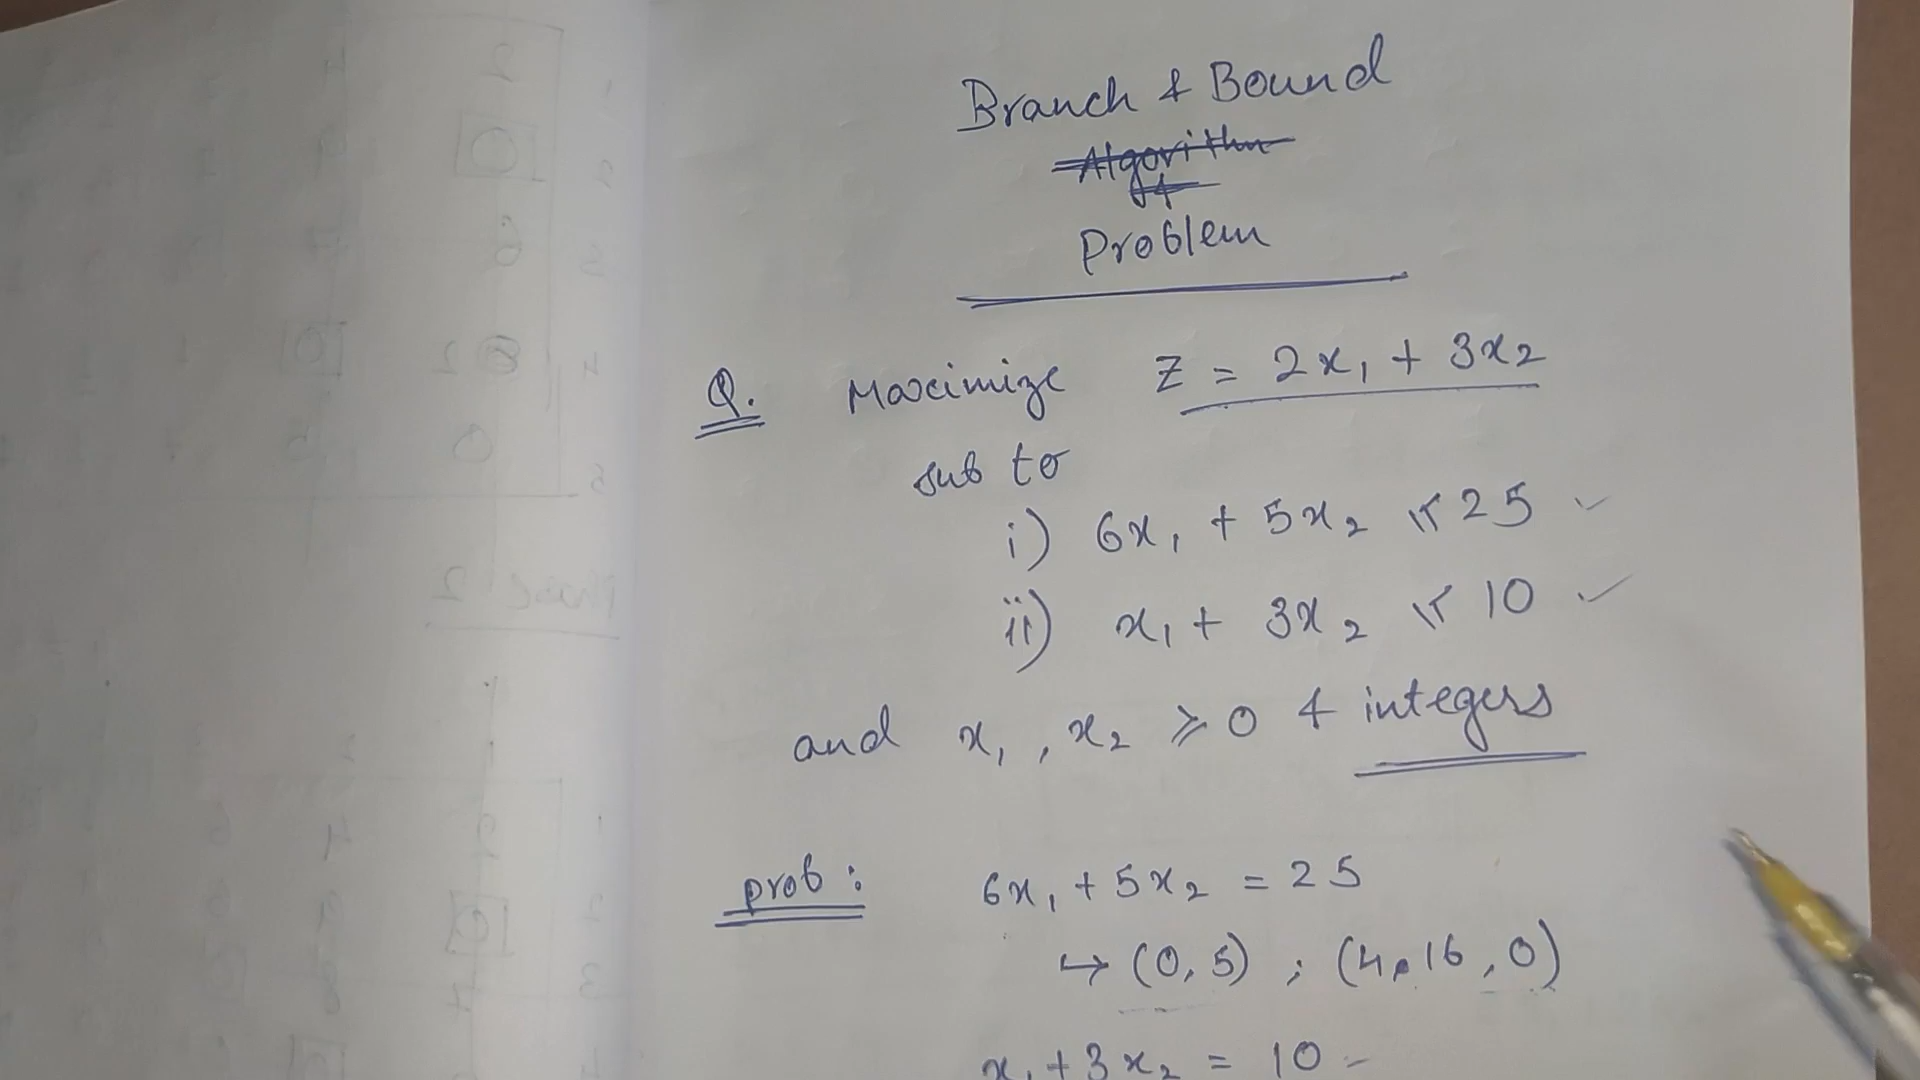 Branch & Bound
Problem
Q. Maximize Z = 2x₁ + 3x₂
sub to
i) 6x₁ + 5x₂ ≤ 25
ii) x₁ + 3x₂ ≤ 10
and x₁, x₂ ≥ 0 & integers
prob: 6x₁ + 5x₂ = 25
↳ (0, 5) ; (4.16, 0)
x₁ + 3x₂ = 10